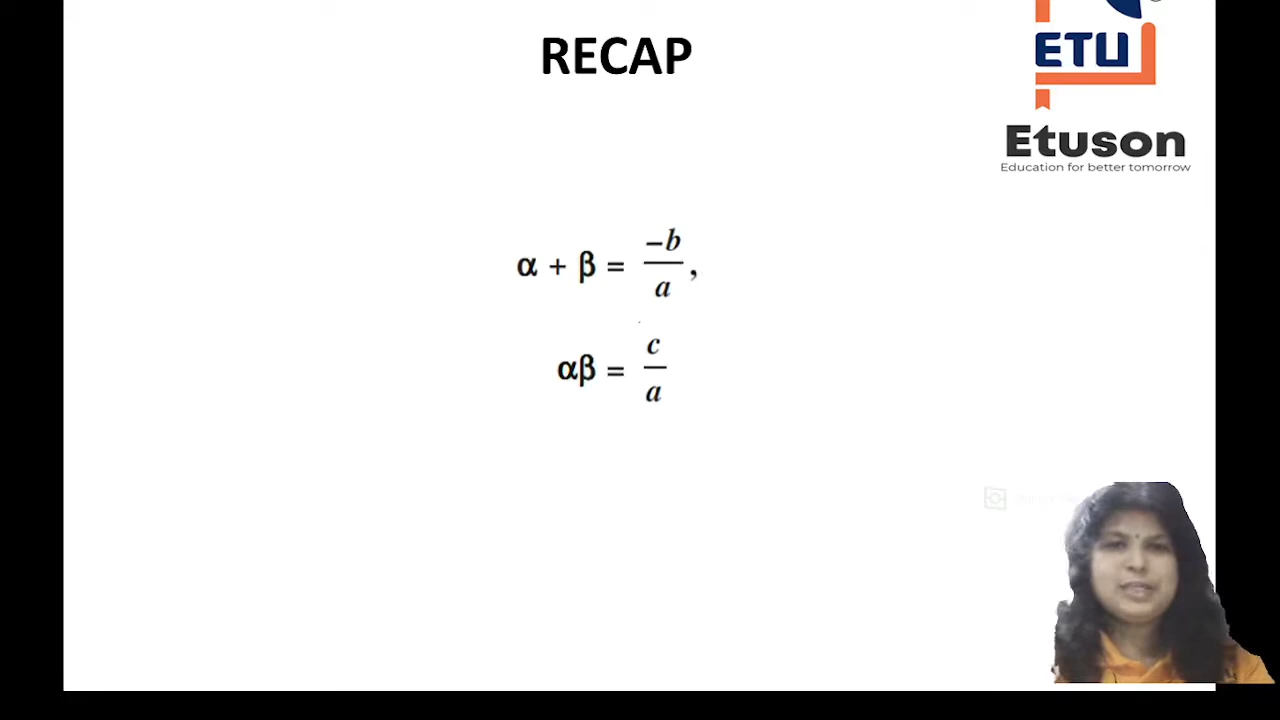 RECAP
ETU
Etuson
Education for better tomorrow
α + β = −b/a,
αβ = c/a